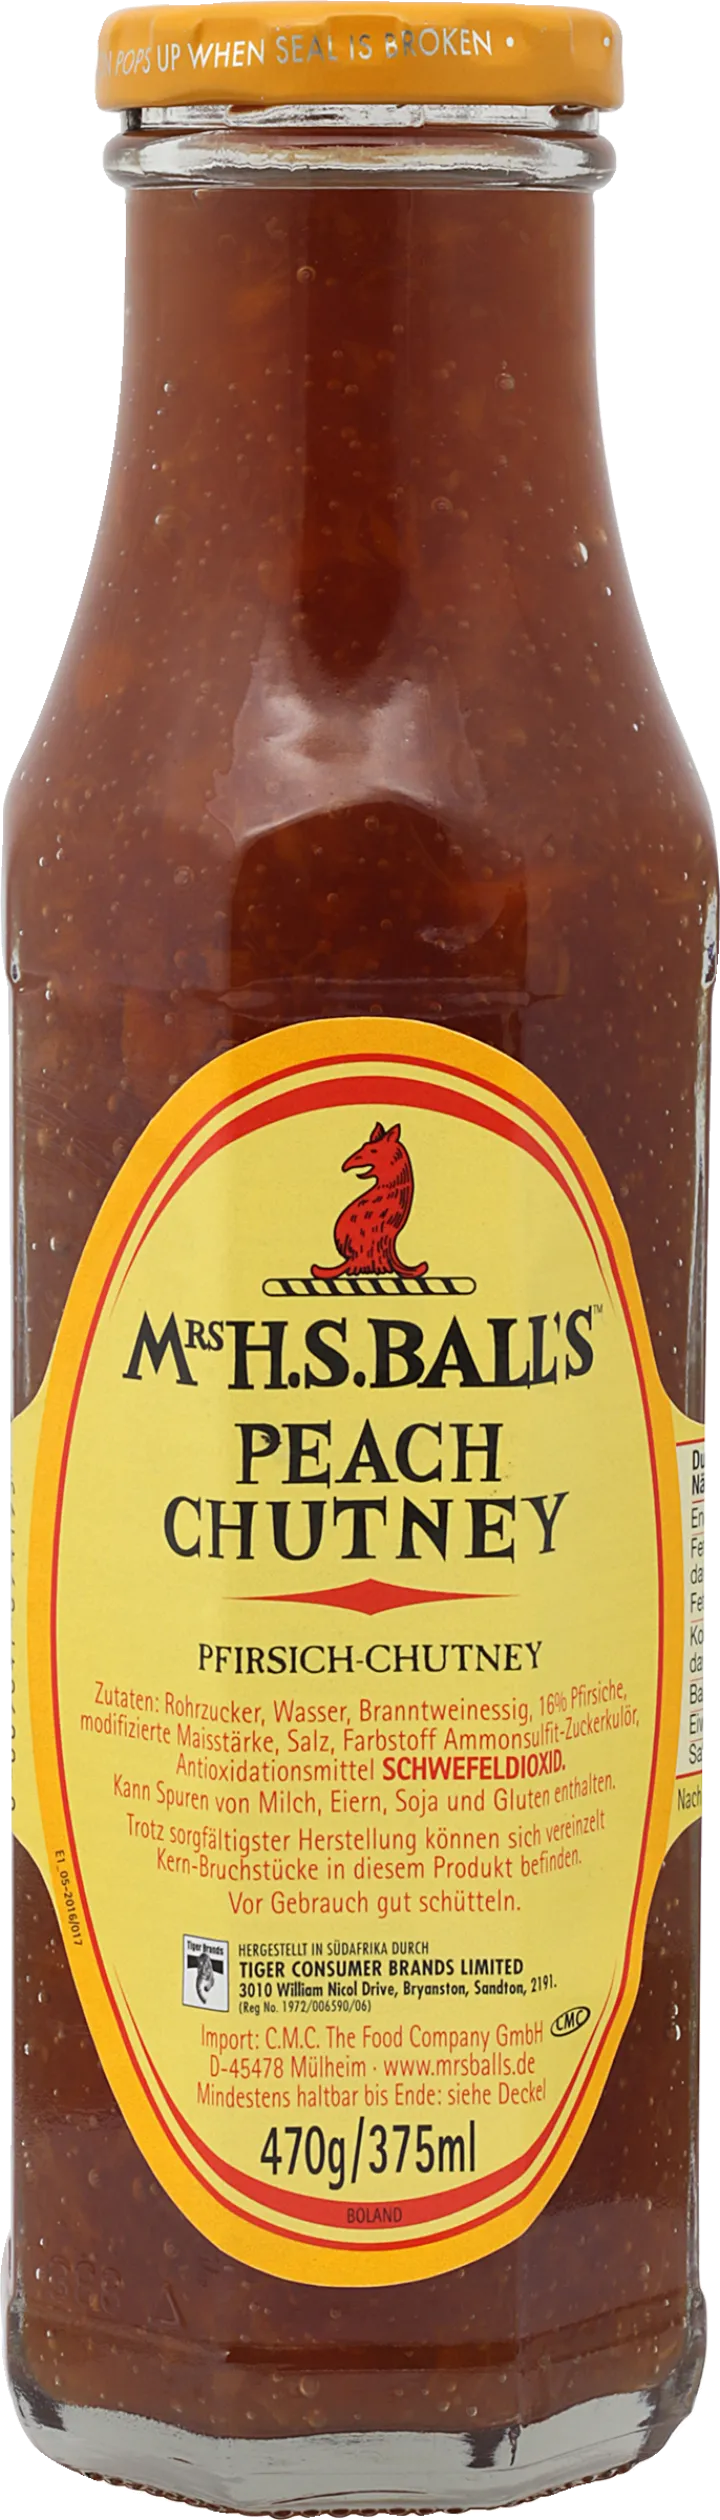 POPS UP WHEN SEAL IS BROKEN •
MRS H.S.BALL'S™
PEACH
CHUTNEY
PFIRSICH-CHUTNEY
Zutaten: Rohrzucker, Wasser, Branntweinessig, 16% Pfirsiche,
modifizierte Maisstärke, Salz, Farbstoff Ammonsulfit-Zuckerkulör,
Antioxidationsmittel SCHWEFELDIOXID.
Kann Spuren von Milch, Eiern, Soja und Gluten enthalten.
Trotz sorgfältigster Herstellung können sich vereinzelt
Kern-Bruchstücke in diesem Produkt befinden.
Vor Gebrauch gut schütteln.
E1_05-2016/017
Tiger Brands
HERGESTELLT IN SÜDAFRIKA DURCH
TIGER CONSUMER BRANDS LIMITED
3010 William Nicol Drive, Bryanston, Sandton, 2191.
(Reg No. 1972/006590/06)
Import: C.M.C. The Food Company GmbH
CMC
D-45478 Mülheim · www.mrsballs.de
Mindestens haltbar bis Ende: siehe Deckel
470g/375ml
BOLAND